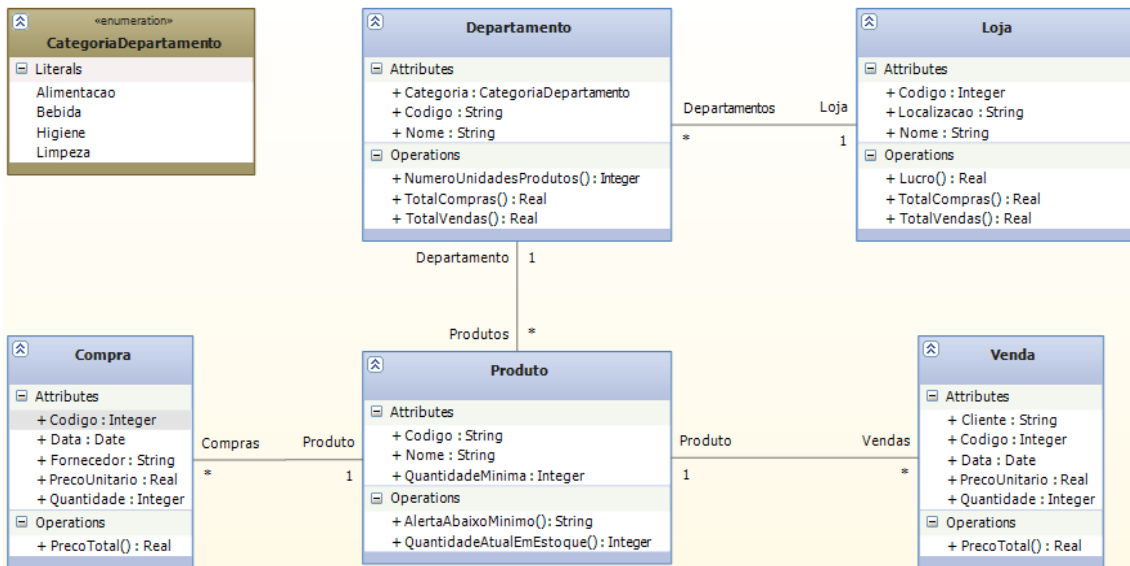 «enumeration»
CategoriaDepartamento
Literals
Alimentacao
Bebida
Higiene
Limpeza
Departamento
Attributes
+ Categoria : CategoriaDepartamento
+ Codigo : String
+ Nome : String
Operations
+ NumeroUnidadesProdutos() : Integer
+ TotalCompras() : Real
+ TotalVendas() : Real
Departamentos
*
Loja
1
Loja
Attributes
+ Codigo : Integer
+ Localizacao : String
+ Nome : String
Operations
+ Lucro() : Real
+ TotalCompras() : Real
+ TotalVendas() : Real
Departamento 1
Produtos *
Compra
Attributes
+ Codigo : Integer
+ Data : Date
+ Fornecedor : String
+ PrecoUnitario : Real
+ Quantidade : Integer
Operations
+ PrecoTotal() : Real
Compras
*
Produto
1
Produto
Attributes
+ Codigo : String
+ Nome : String
+ QuantidadeMinima : Integer
Operations
+ AlertaAbaixoMinimo() : String
+ QuantidadeAtualEmEstoque() : Integer
Produto
1
Vendas
*
Venda
Attributes
+ Cliente : String
+ Codigo : Integer
+ Data : Date
+ PrecoUnitario : Real
+ Quantidade : Integer
Operations
+ PrecoTotal() : Real